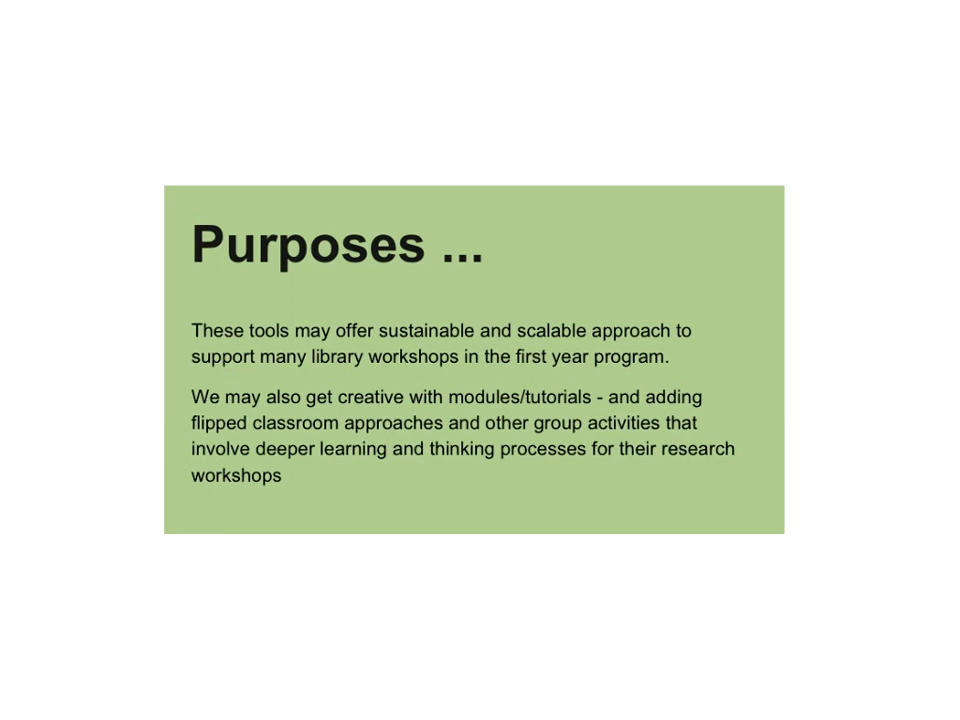 Purposes ...
These tools may offer sustainable and scalable approach to
support many library workshops in the first year program.
We may also get creative with modules/tutorials - and adding
flipped classroom approaches and other group activities that
involve deeper learning and thinking processes for their research
workshops